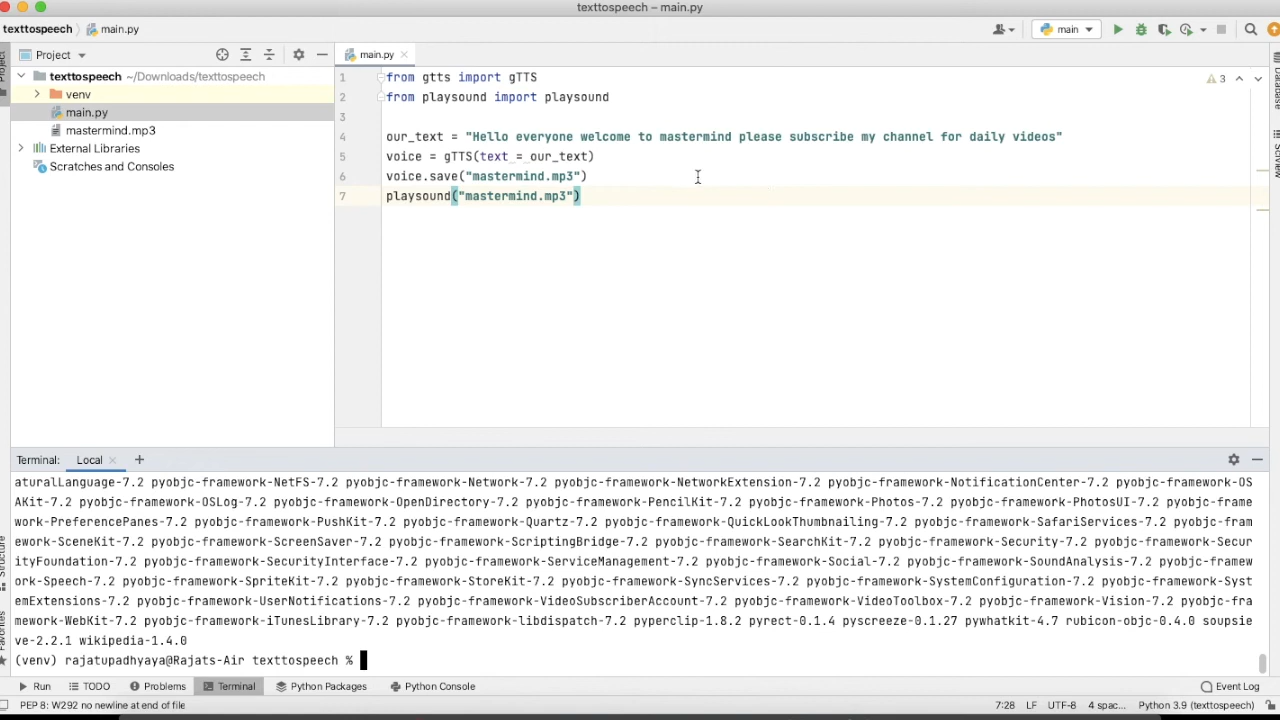 texttospeech – main.py
texttospeech
main.py
main
Project
main.py
Project
texttospeech ~/Downloads/texttospeech
venv
main.py
mastermind.mp3
External Libraries
Scratches and Consoles
1 from gtts import gTTS
2 from playsound import playsound
3
4 our_text = "Hello everyone welcome to mastermind please subscribe my channel for daily videos"
5 voice = gTTS(text = our_text)
6 voice.save("mastermind.mp3")
7 playsound("mastermind.mp3")
3
Database
SciView
Structure
Favorites
Terminal: Local
aturalLanguage-7.2 pyobjc-framework-NetFS-7.2 pyobjc-framework-Network-7.2 pyobjc-framework-NetworkExtension-7.2 pyobjc-framework-NotificationCenter-7.2 pyobjc-framework-OS
AKit-7.2 pyobjc-framework-OSLog-7.2 pyobjc-framework-OpenDirectory-7.2 pyobjc-framework-PencilKit-7.2 pyobjc-framework-Photos-7.2 pyobjc-framework-PhotosUI-7.2 pyobjc-frame
work-PreferencePanes-7.2 pyobjc-framework-PushKit-7.2 pyobjc-framework-Quartz-7.2 pyobjc-framework-QuickLookThumbnailing-7.2 pyobjc-framework-SafariServices-7.2 pyobjc-fram
ework-SceneKit-7.2 pyobjc-framework-ScreenSaver-7.2 pyobjc-framework-ScriptingBridge-7.2 pyobjc-framework-SearchKit-7.2 pyobjc-framework-Security-7.2 pyobjc-framework-Secur
ityFoundation-7.2 pyobjc-framework-SecurityInterface-7.2 pyobjc-framework-ServiceManagement-7.2 pyobjc-framework-Social-7.2 pyobjc-framework-SoundAnalysis-7.2 pyobjc-framew
ork-Speech-7.2 pyobjc-framework-SpriteKit-7.2 pyobjc-framework-StoreKit-7.2 pyobjc-framework-SyncServices-7.2 pyobjc-framework-SystemConfiguration-7.2 pyobjc-framework-Syst
emExtensions-7.2 pyobjc-framework-UserNotifications-7.2 pyobjc-framework-VideoSubscriberAccount-7.2 pyobjc-framework-VideoToolbox-7.2 pyobjc-framework-Vision-7.2 pyobjc-fra
mework-WebKit-7.2 pyobjc-framework-iTunesLibrary-7.2 pyobjc-framework-libdispatch-7.2 pyperclip-1.8.2 pyrect-0.1.4 pyscreeze-0.1.27 pywhatkit-4.7 rubicon-objc-0.4.0 soupsie
ve-2.2.1 wikipedia-1.4.0
(venv) rajatupadhyaya@Rajats-Air texttospeech %
Run TODO Problems Terminal Python Packages Python Console Event Log
PEP 8: W292 no newline at end of file 7:28 LF UTF-8 4 spac... Python 3.9 (texttospeech)